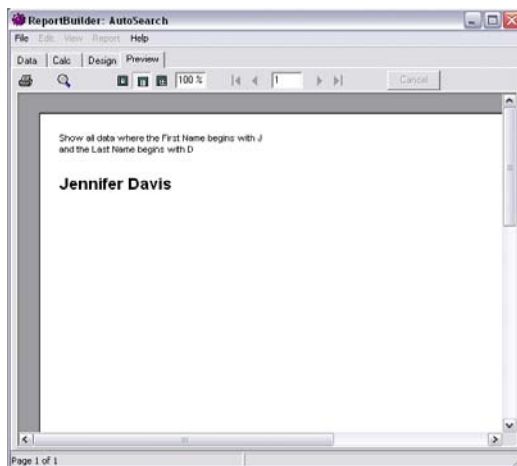 ReportBuilder: AutoSearch
File Edit View Report Help
Data Calc Design Preview
100 % 1 Cancel
Show all data where the First Name begins with J
and the Last Name begins with D
Jennifer Davis
Page 1 of 1